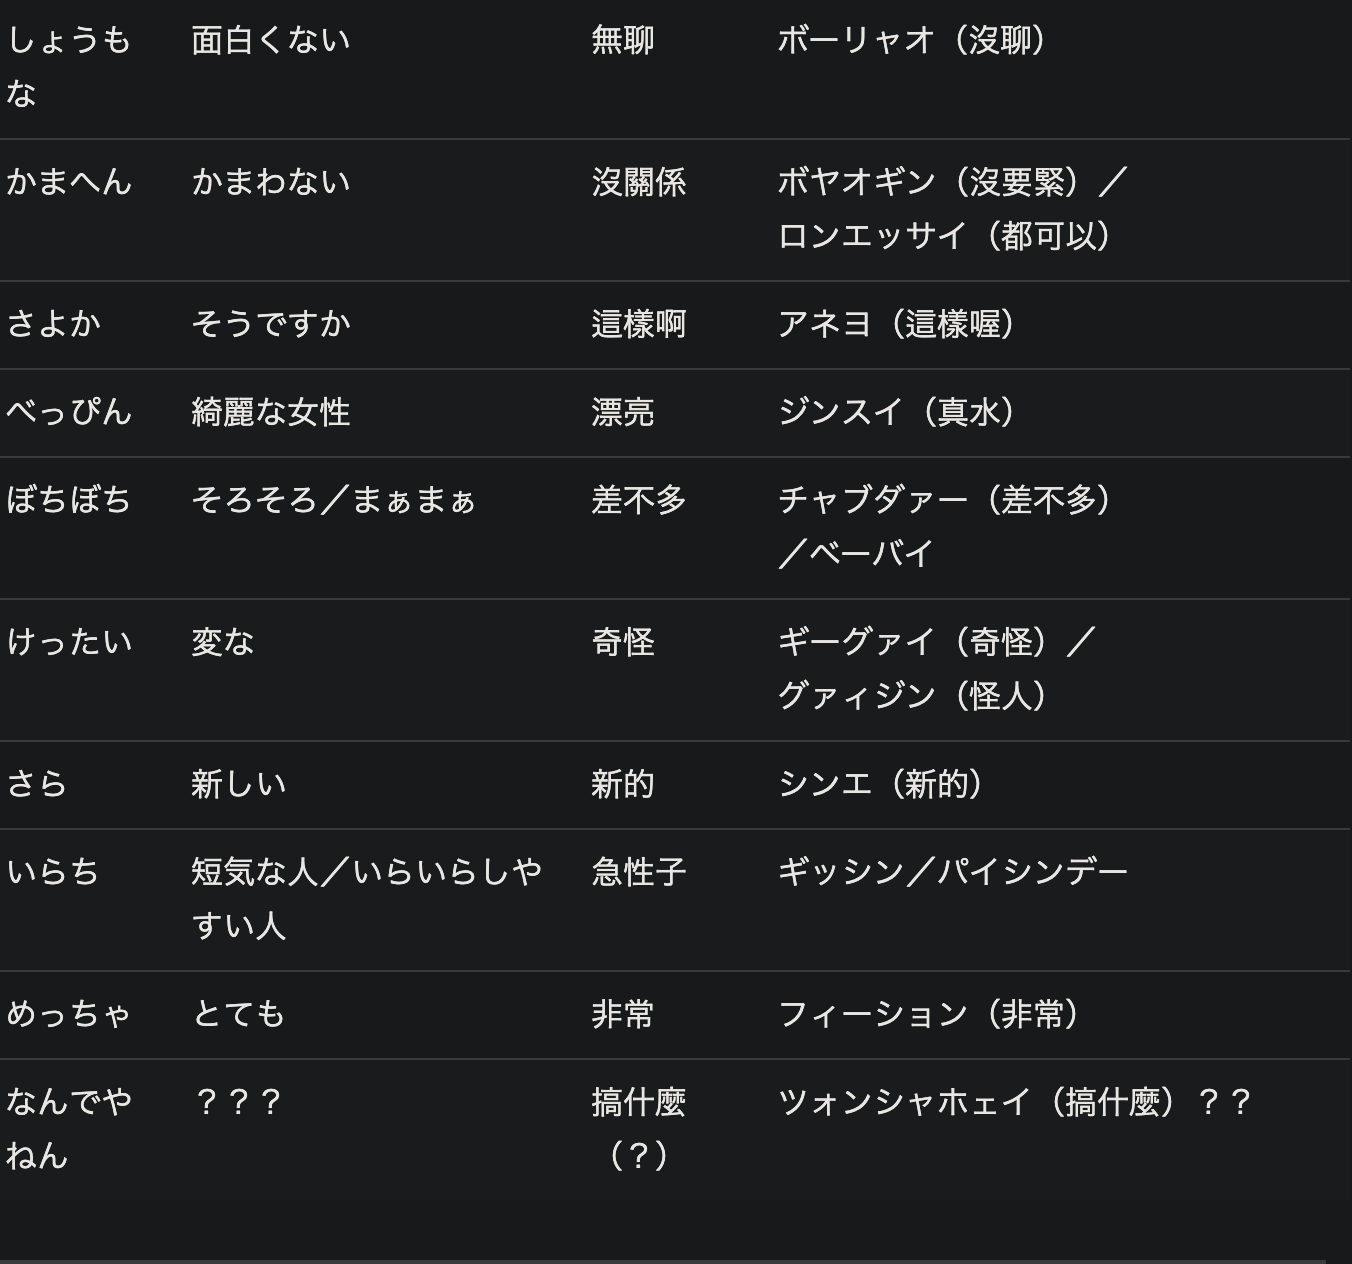 しょうも 面白くない 無聊 ボーリャオ（沒聊）
な
かまへん かまわない 沒關係 ボヤオギン（沒要緊）／
ロンエッサイ（都可以）
さよか そうですか 這樣啊 アネヨ（這樣喔）
べっぴん 綺麗な女性 漂亮 ジンスイ（真水）
ぼちぼち そろそろ／まぁまぁ 差不多 チャブダァー（差不多）
／ベーバイ
けったい 変な 奇怪 ギーグァイ（奇怪）／
グァィジン（怪人）
さら 新しい 新的 シンエ（新的）
いらち 短気な人／いらいらしや 急性子 ギッシン／パイシンデー
すい人
めっちゃ とても 非常 フィーション（非常）
なんでや ？？？ 搞什麼 ツォンシャホェイ（搞什麼）？？
ねん （？）